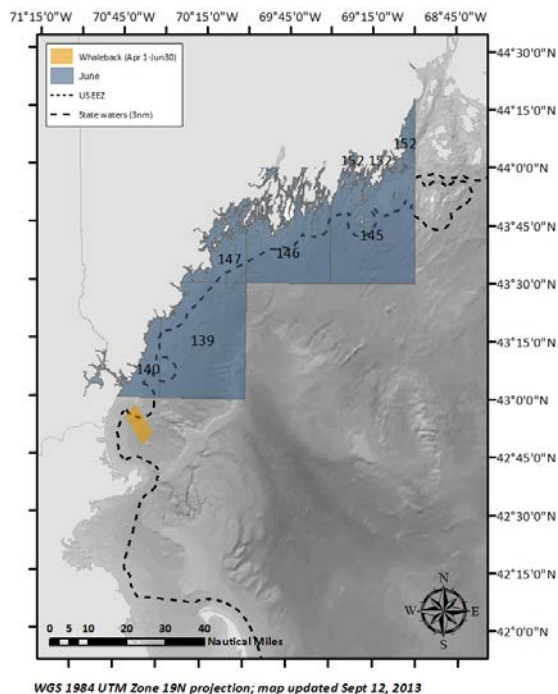 71°15'0"W 70°45'0"W 70°15'0"W 69°45'0"W 69°15'0"W 68°45'0"W
Whaleback (Apr 1-Jun30)
June
US EEZ
State waters (3nm)
44°30'0"N
44°15'0"N
44°0'0"N
43°45'0"N
43°30'0"N
43°15'0"N
43°0'0"N
42°45'0"N
42°30'0"N
42°15'0"N
42°0'0"N
152
152 152
145
147 146
139
140
N
W E
S
0 5 10 20 30 40
Nautical Miles
WGS 1984 UTM Zone 19N projection; map updated Sept 12, 2013